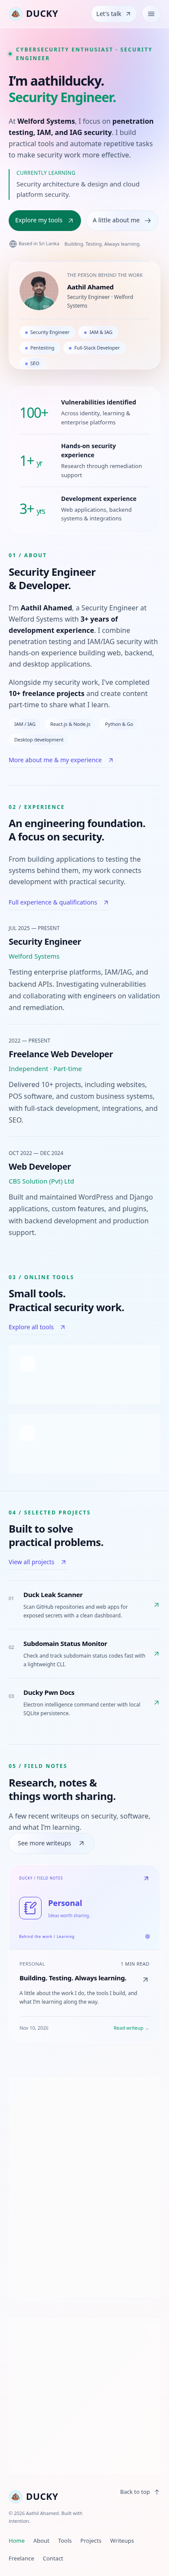 DUCKY
Let's talk ↗
CYBERSECURITY ENTHUSIAST · SECURITY
ENGINEER
I'm aathilducky.
Security Engineer.
At Welford Systems, I focus on penetration
testing, IAM, and IAG security. I build
practical tools and automate repetitive tasks
to make security work more effective.
CURRENTLY LEARNING
Security architecture & design and cloud
security platforms.
Explore my tools ↗
A little about me →
Based in Sri Lanka
Building. Testing. Always learning.
THE PERSON BEHIND THE WORK
Aathil Ahamed
Security Engineer · Welford
Systems
Security Engineer
IAM & IAG
Pentesting
Full-Stack Developer
SEO
100+
Vulnerabilities identified
Across identity, learning &
enterprise platforms
1+ yr
Hands-on security
experience
Research through remediation
support
3+ yrs
Development experience
Web applications, backend
systems & integrations
01 / ABOUT
Security Engineer
& Developer.
I'm Aathil Ahamed, a Security Engineer at
Welford Systems with 3+ years of
development experience. I combine
penetration testing and IAM/IAG security with
hands-on experience building web, backend,
and desktop applications.
Alongside my security work, I've completed
10+ freelance projects and create content
part-time to share what I learn.
IAM / IAG
React.js & Node.js
Python & Go
Desktop development
More about me & my experience ↗
02 / EXPERIENCE
An engineering foundation.
A focus on security.
From building applications to testing the
systems behind them, my work connects
development with practical security.
Full experience & qualifications ↗
JUL 2025 — PRESENT
Security Engineer
Welford Systems
Testing enterprise platforms, IAM/IAG, and
backend APIs. Investigating vulnerabilities
and collaborating with engineers on validation
and remediation.
2022 — PRESENT
Freelance Web Developer
Independent · Part-time
Delivered 10+ projects, including websites,
POS software, and custom business systems,
with full-stack development, integrations, and
SEO.
OCT 2022 — DEC 2024
Web Developer
CBS Solution (Pvt) Ltd
Built and maintained WordPress and Django
applications, custom features, and plugins,
with backend development and production
support.
03 / ONLINE TOOLS
Small tools.
Practical security work.
Explore all tools ↗
04 / SELECTED PROJECTS
Built to solve
practical problems.
View all projects ↗
01
Duck Leak Scanner
Scan GitHub repositories and web apps for
exposed secrets with a clean dashboard.
↗
02
Subdomain Status Monitor
Check and track subdomain status codes fast with
a lightweight CLI.
↗
03
Ducky Pwn Docs
Electron intelligence command center with local
SQLite persistence.
↗
05 / FIELD NOTES
Research, notes &
things worth sharing.
A few recent writeups on security, software,
and what I'm learning.
See more writeups ↗
DUCKY / FIELD NOTES ↗
Personal
Ideas worth sharing.
Behind the work / Learning
PERSONAL
1 MIN READ
Building. Testing. Always learning. ↗
A little about the work I do, the tools I build, and
what I'm learning along the way.
Nov 10, 2026
Read writeup →
DUCKY
Back to top ↑
© 2026 Aathil Ahamed. Built with
intention.
Home About Tools Projects Writeups
Freelance Contact